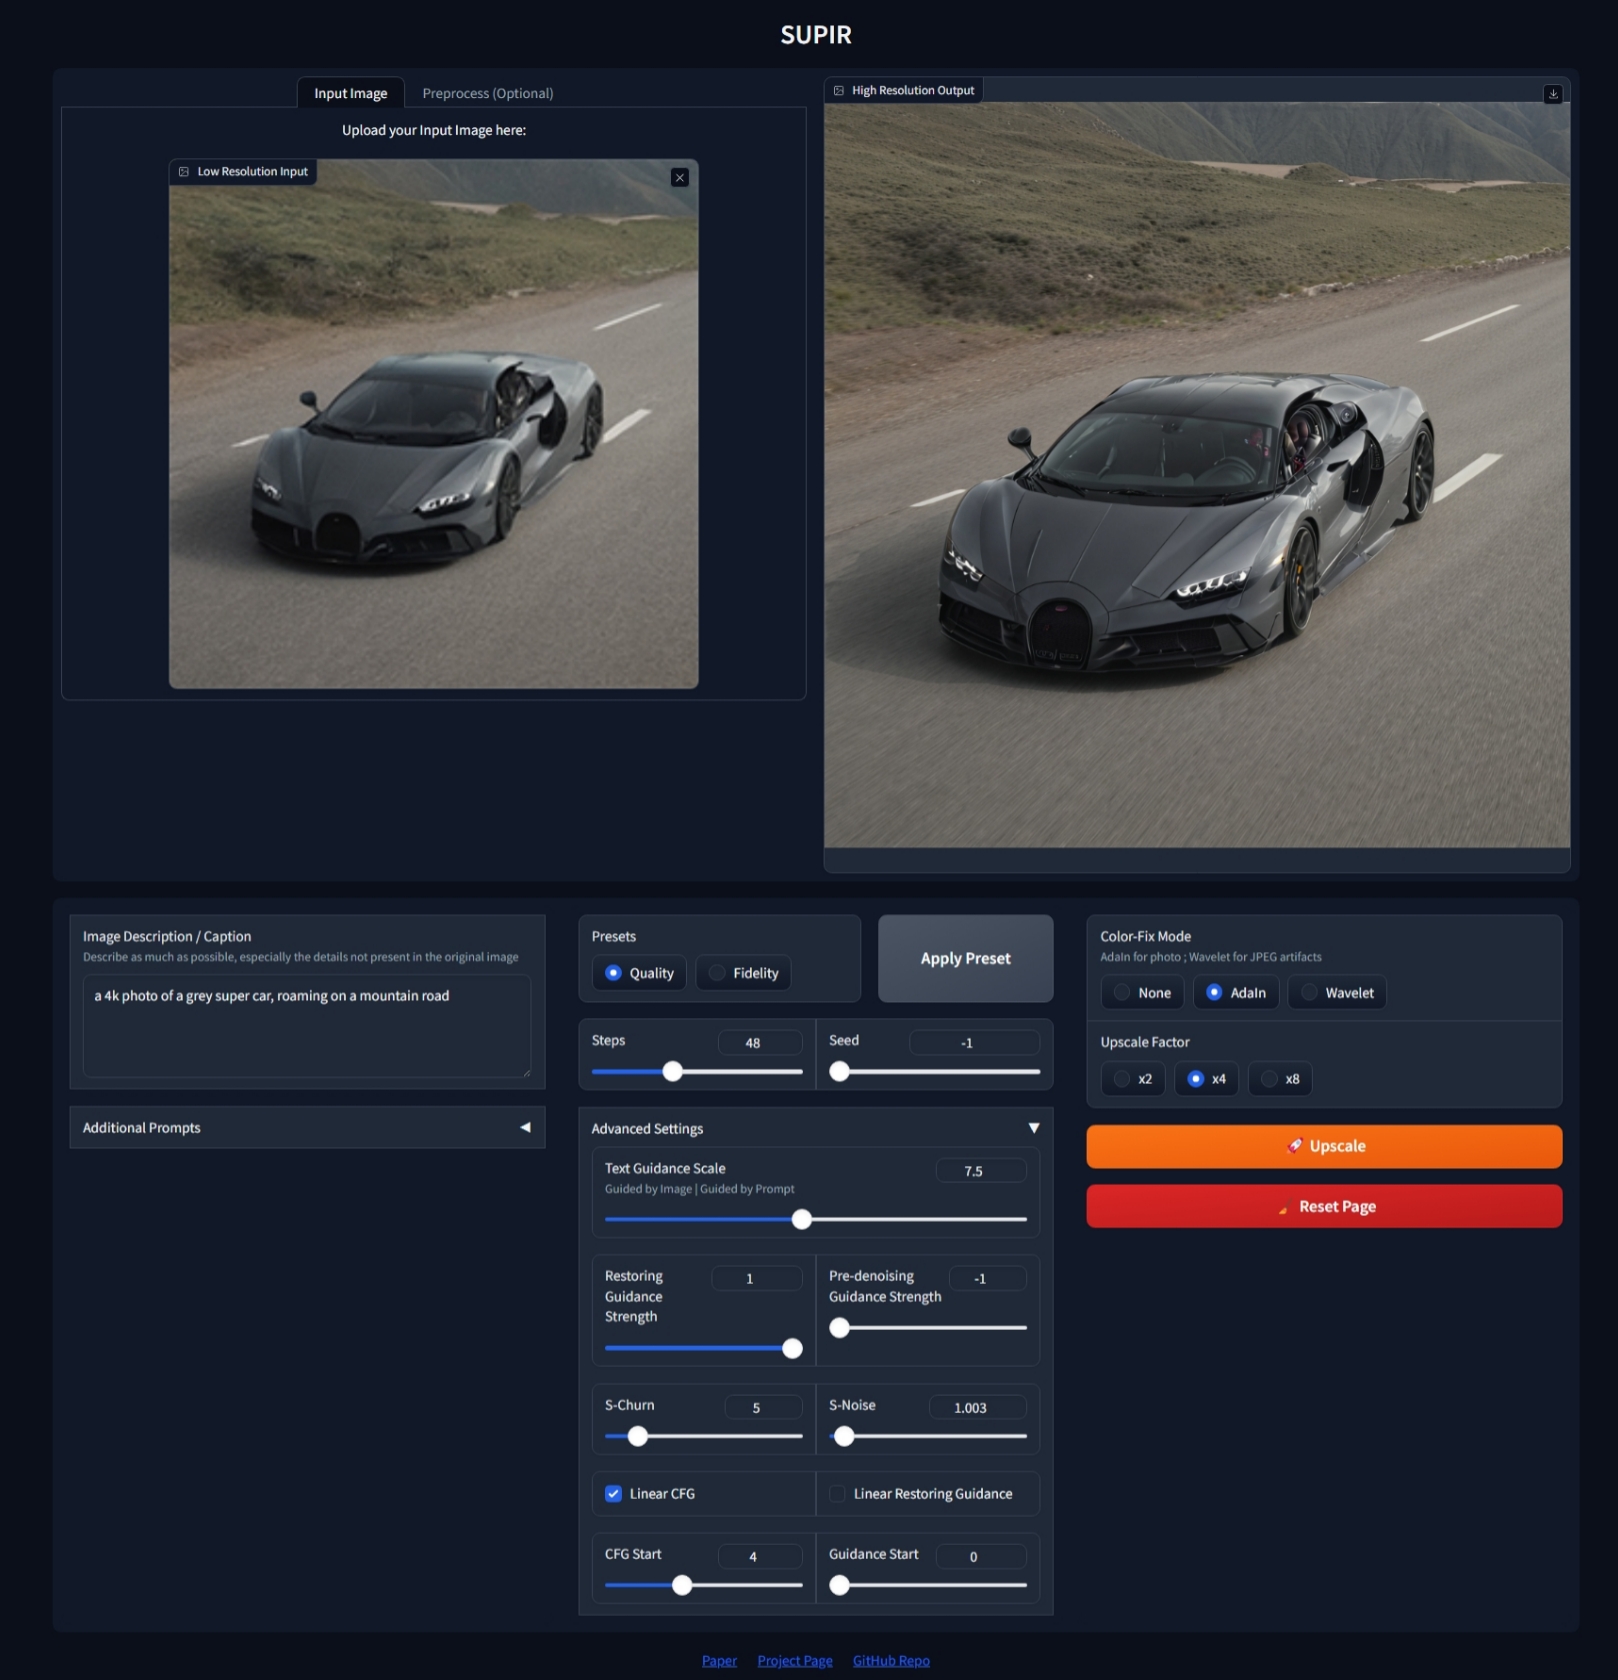 SUPIR
Input Image
Preprocess (Optional)
Upload your Input Image here:
Low Resolution Input
High Resolution Output
Image Description / Caption
Describe as much as possible, especially the details not present in the original image
a 4k photo of a grey super car, roaming on a mountain road
Additional Prompts
Presets
Quality
Fidelity
Apply Preset
Steps
48
Seed
-1
Advanced Settings
Text Guidance Scale
7.5
Guided by Image | Guided by Prompt
Restoring
Guidance
Strength
1
Pre-denoising
Guidance Strength
-1
S-Churn
5
S-Noise
1.003
Linear CFG
Linear Restoring Guidance
CFG Start
4
Guidance Start
0
Color-Fix Mode
AdaIn for photo ; Wavelet for JPEG artifacts
None
AdaIn
Wavelet
Upscale Factor
x2
x4
x8
🚀 Upscale
Reset Page
Paper
Project Page
GitHub Repo